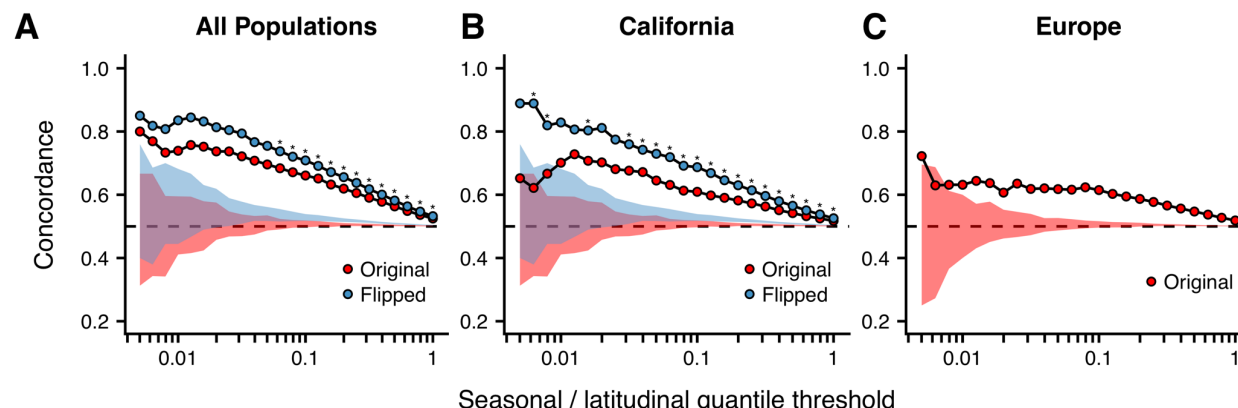 A All Populations B California C Europe
Concordance
1.0
0.8
0.6
0.4
0.2
Original
Flipped
0.01 0.1 1
1.0
0.8
0.6
0.4
0.2
Original
Flipped
0.01 0.1 1
1.0
0.8
0.6
0.4
0.2
Original
0.01 0.1 1
Seasonal / latitudinal quantile threshold